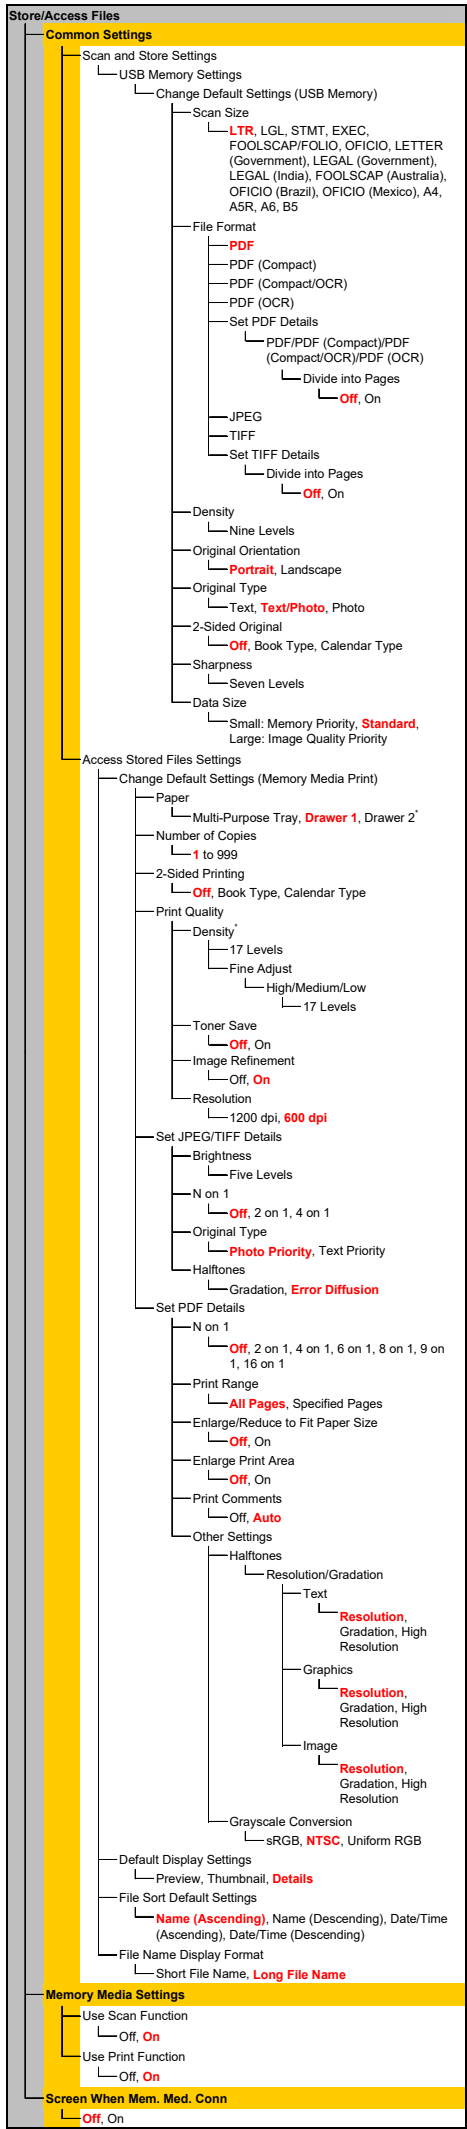 Store/Access Files
Common Settings
Scan and Store Settings
USB Memory Settings
Change Default Settings (USB Memory)
Scan Size
LTR, LGL, STMT, EXEC,
FOOLSCAP/FOLIO, OFICIO, LETTER
(Government), LEGAL (Government),
LEGAL (India), FOOLSCAP (Australia),
OFICIO (Brazil), OFICIO (Mexico), A4,
A5R, A6, B5
File Format
PDF
PDF (Compact)
PDF (Compact/OCR)
PDF (OCR)
Set PDF Details
PDF/PDF (Compact)/PDF
(Compact/OCR)/PDF (OCR)
Divide into Pages
Off, On
JPEG
TIFF
Set TIFF Details
Divide into Pages
Off, On
Density
Nine Levels
Original Orientation
Portrait, Landscape
Original Type
Text, Text/Photo, Photo
2-Sided Original
Off, Book Type, Calendar Type
Sharpness
Seven Levels
Data Size
Small: Memory Priority, Standard,
Large: Image Quality Priority
Access Stored Files Settings
Change Default Settings (Memory Media Print)
Paper
Multi-Purpose Tray, Drawer 1, Drawer 2*
Number of Copies
1 to 999
2-Sided Printing
Off, Book Type, Calendar Type
Print Quality
Density*
17 Levels
Fine Adjust
High/Medium/Low
17 Levels
Toner Save
Off, On
Image Refinement
Off, On
Resolution
1200 dpi, 600 dpi
Set JPEG/TIFF Details
Brightness
Five Levels
N on 1
Off, 2 on 1, 4 on 1
Original Type
Photo Priority, Text Priority
Halftones
Gradation, Error Diffusion
Set PDF Details
N on 1
Off, 2 on 1, 4 on 1, 6 on 1, 8 on 1, 9 on
1, 16 on 1
Print Range
All Pages, Specified Pages
Enlarge/Reduce to Fit Paper Size
Off, On
Enlarge Print Area
Off, On
Print Comments
Off, Auto
Other Settings
Halftones
Resolution/Gradation
Text
Resolution,
Gradation, High
Resolution
Graphics
Resolution,
Gradation, High
Resolution
Image
Resolution,
Gradation, High
Resolution
Grayscale Conversion
sRGB, NTSC, Uniform RGB
Default Display Settings
Preview, Thumbnail, Details
File Sort Default Settings
Name (Ascending), Name (Descending), Date/Time
(Ascending), Date/Time (Descending)
File Name Display Format
Short File Name, Long File Name
Memory Media Settings
Use Scan Function
Off, On
Use Print Function
Off, On
Screen When Mem. Med. Conn
Off, On